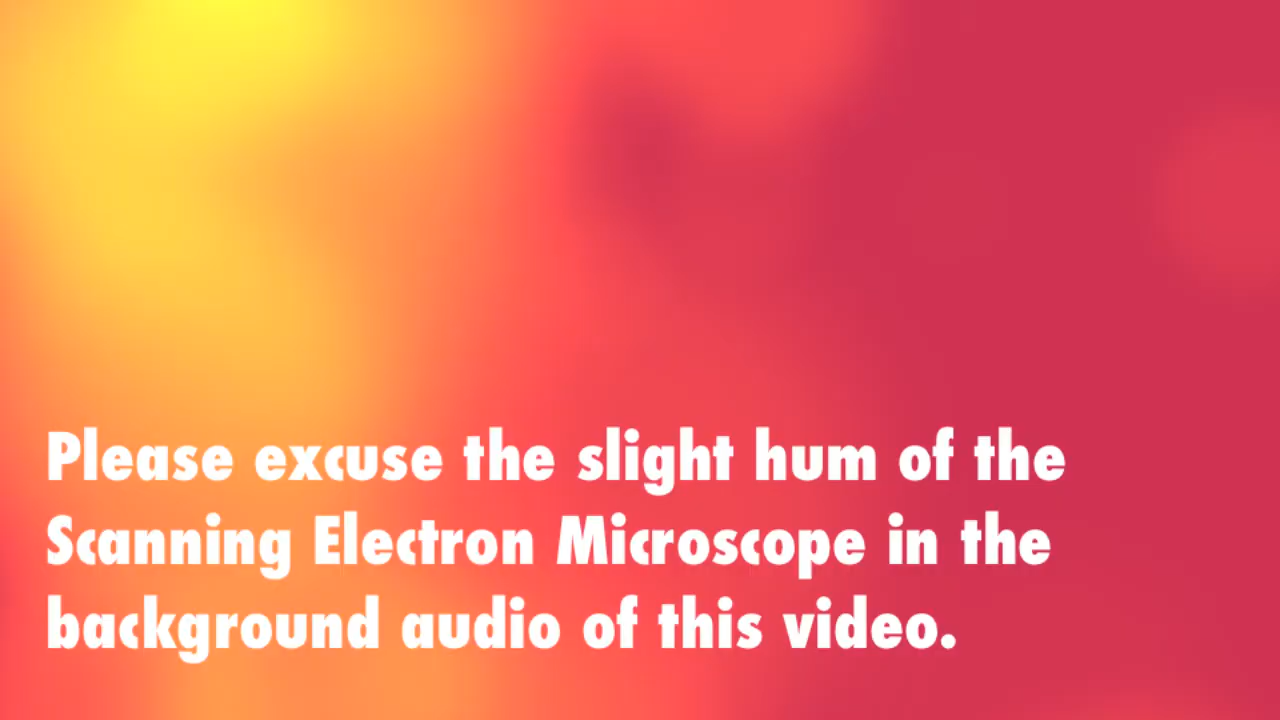 Please excuse the slight hum of the
Scanning Electron Microscope in the
background audio of this video.